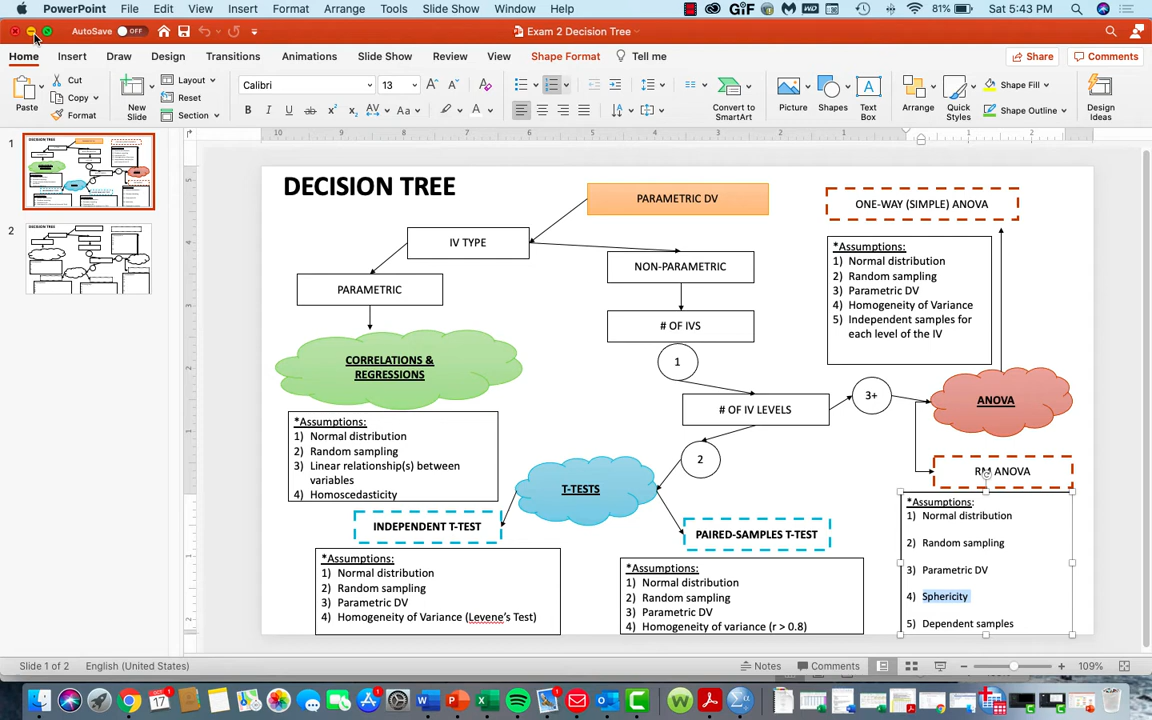 PowerPoint File Edit View Insert Format Arrange Tools Slide Show Window Help GiF 81% Sat 5:43 PM
AutoSave OFF Exam 2 Decision Tree
Home Insert Draw Design Transitions Animations Slide Show Review View Shape Format Tell me Share Comments
Paste Cut Copy Format New Slide Layout Reset Section Calibri 13 Convert to SmartArt Picture Shapes Text Box Arrange Quick Styles Shape Fill Shape Outline Design Ideas
1
2
DECISION TREE
PARAMETRIC DV
ONE-WAY (SIMPLE) ANOVA
IV TYPE
*Assumptions:
1) Normal distribution
2) Random sampling
3) Parametric DV
4) Homogeneity of Variance
5) Independent samples for
each level of the IV
NON-PARAMETRIC
PARAMETRIC
# OF IVS
1
CORRELATIONS &
REGRESSIONS
# OF IV LEVELS
3+
ANOVA
*Assumptions:
1) Normal distribution
2) Random sampling
3) Linear relationship(s) between
variables
4) Homoscedasticity
2
T-TESTS
RM ANOVA
*Assumptions:
1) Normal distribution
2) Random sampling
3) Parametric DV
4) Sphericity
5) Dependent samples
INDEPENDENT T-TEST
*Assumptions:
1) Normal distribution
2) Random sampling
3) Parametric DV
4) Homogeneity of Variance (Levene's Test)
PAIRED-SAMPLES T-TEST
*Assumptions:
1) Normal distribution
2) Random sampling
3) Parametric DV
4) Homogeneity of variance (r > 0.8)
Slide 1 of 2 English (United States) Notes Comments 109%